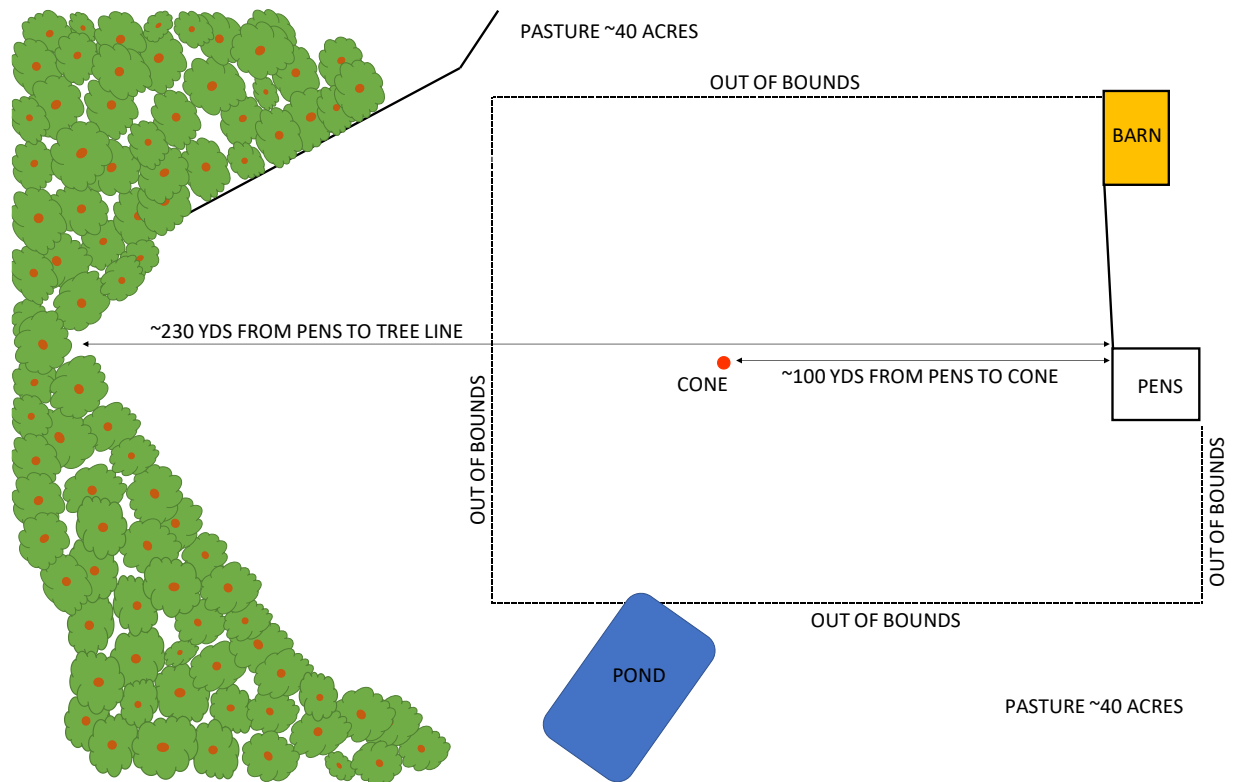 PASTURE ~40 ACRES
OUT OF BOUNDS
BARN
~230 YDS FROM PENS TO TREE LINE
CONE
~100 YDS FROM PENS TO CONE
PENS
OUT OF BOUNDS
OUT OF BOUNDS
OUT OF BOUNDS
POND
PASTURE ~40 ACRES